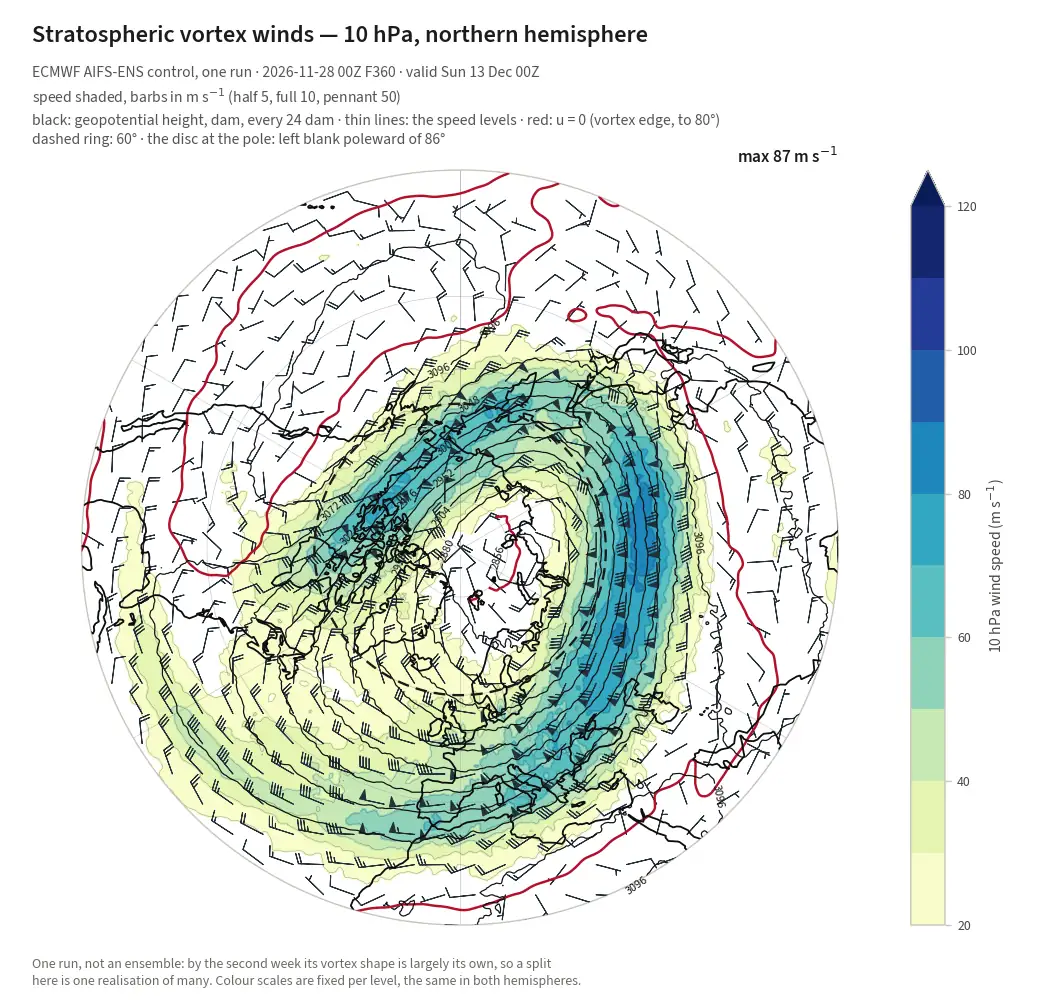 Stratospheric vortex winds — 10 hPa, northern hemisphere
ECMWF AIFS-ENS control, one run · 2026-11-28 00Z F360 · valid Sun 13 Dec 00Z
speed shaded, barbs in m s⁻¹ (half 5, full 10, pennant 50)
black: geopotential height, dam, every 24 dam · thin lines: the speed levels · red: u = 0 (vortex edge, to 80°)
dashed ring: 60° · the disc at the pole: left blank poleward of 86°
max 87 m s⁻¹
120
100
80
60
40
20
10 hPa wind speed (m s⁻¹)
3096
3096
3096
3096
One run, not an ensemble: by the second week its vortex shape is largely its own, so a split
here is one realisation of many. Colour scales are fixed per level, the same in both hemispheres.